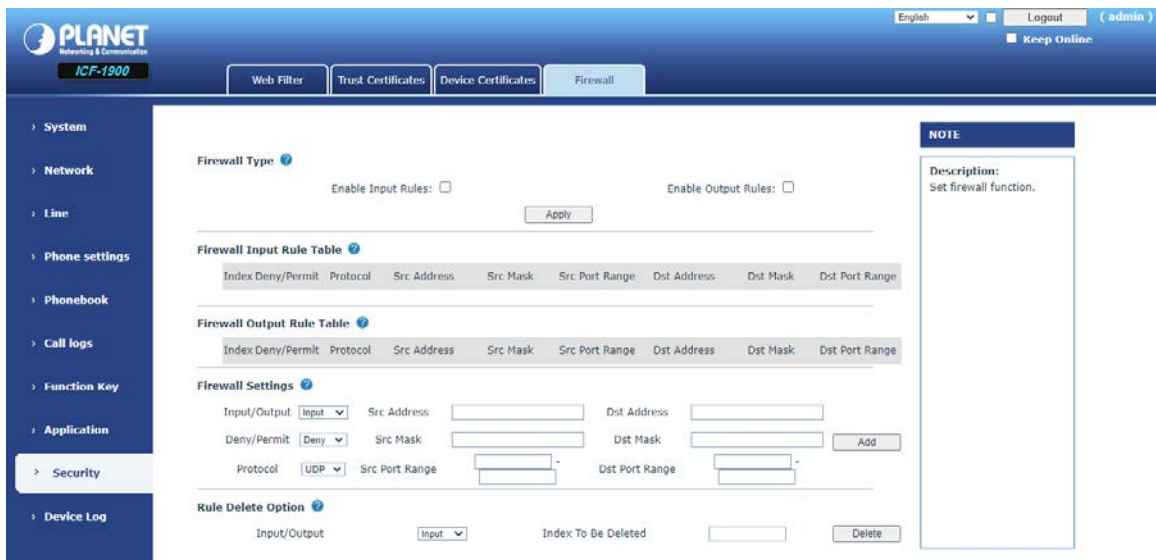 English Logout ( admin )
PLANET
Networking & Communication
Keep Online
ICF-1900
Web Filter Trust Certificates Device Certificates Firewall
› System
› Network
› Line
› Phone settings
› Phonebook
› Call logs
› Function Key
› Application
› Security
› Device Log
Firewall Type ?
Enable Input Rules: Enable Output Rules:
Apply
Firewall Input Rule Table ?
Index Deny/Permit Protocol Src Address Src Mask Src Port Range Dst Address Dst Mask Dst Port Range
Firewall Output Rule Table ?
Index Deny/Permit Protocol Src Address Src Mask Src Port Range Dst Address Dst Mask Dst Port Range
Firewall Settings ?
Input/Output Input Src Address Dst Address
Deny/Permit Deny Src Mask Dst Mask Add
Protocol UDP Src Port Range - Dst Port Range -
Rule Delete Option ?
Input/Output Input Index To Be Deleted Delete
NOTE
Description:
Set firewall function.